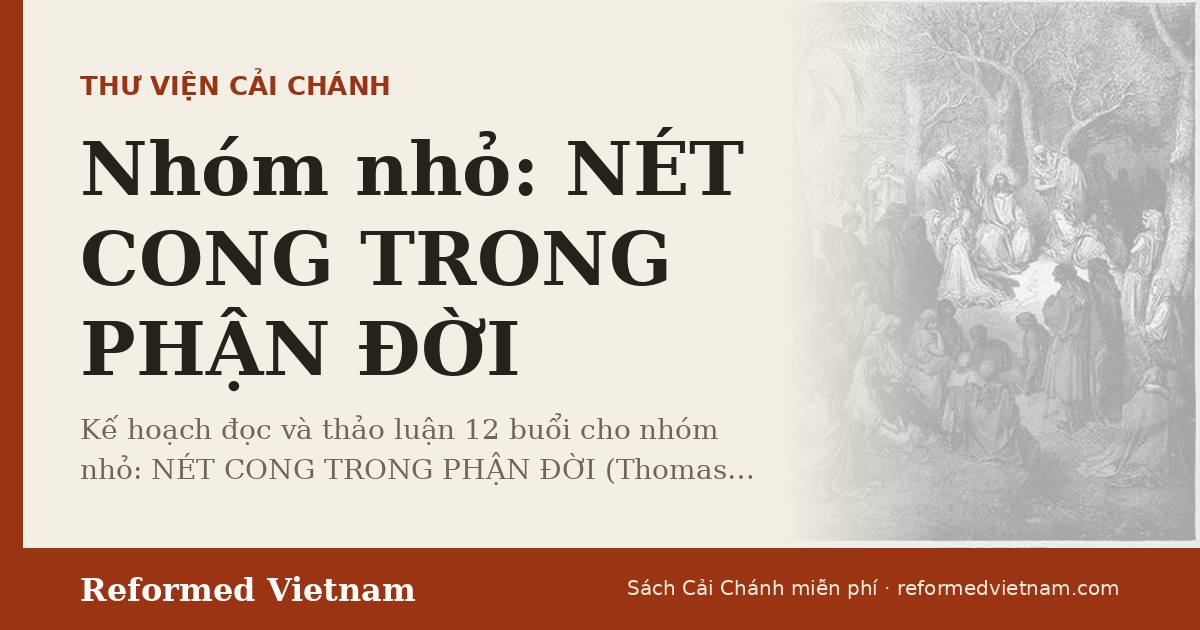 THƯ VIỆN CẢI CHÁNH
Nhóm nhỏ: NÉT
CONG TRONG
PHẬN ĐỜI
Kế hoạch đọc và thảo luận 12 buổi cho nhóm
nhỏ: NÉT CONG TRONG PHẬN ĐỜI (Thomas…
Reformed Vietnam
Sách Cải Chánh miễn phí · reformedvietnam.com